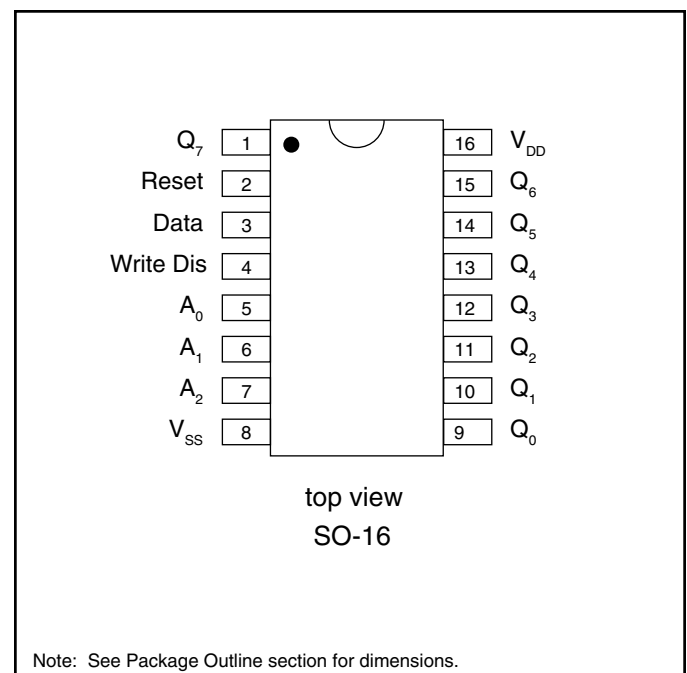 Q7 1 16 VDD
Reset 2 15 Q6
Data 3 14 Q5
Write Dis 4 13 Q4
A0 5 12 Q3
A1 6 11 Q2
A2 7 10 Q1
VSS 8 9 Q0
top view
SO-16
Note: See Package Outline section for dimensions.